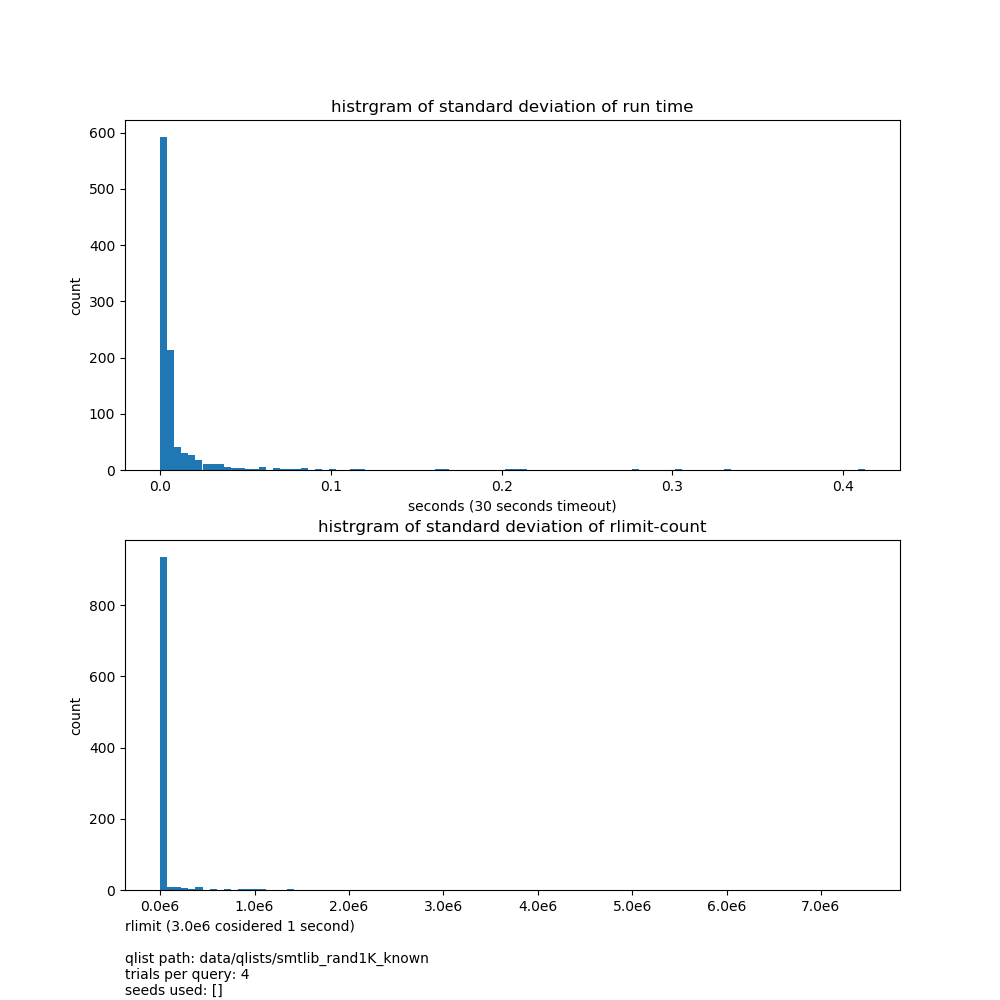 histrgram of standard deviation of run time
600
500
400
300
200
100
0
count
0.0 0.1 0.2 0.3 0.4
seconds (30 seconds timeout)
histrgram of standard deviation of rlimit-count
800
600
400
200
0
count
0.0e6 1.0e6 2.0e6 3.0e6 4.0e6 5.0e6 6.0e6 7.0e6
rlimit (3.0e6 cosidered 1 second)
qlist path: data/qlists/smtlib_rand1K_known
trials per query: 4
seeds used: []